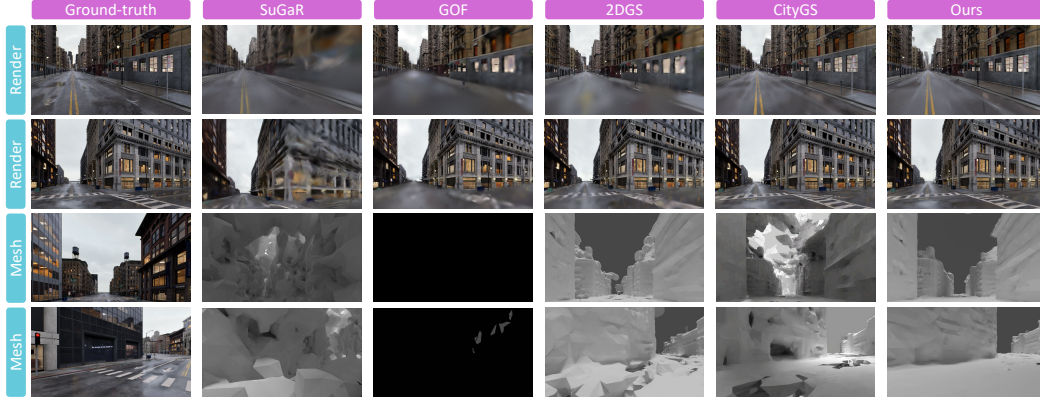 Ground-truth SuGaR GOF 2DGS CityGS Ours
Render
Render
Mesh
Mesh